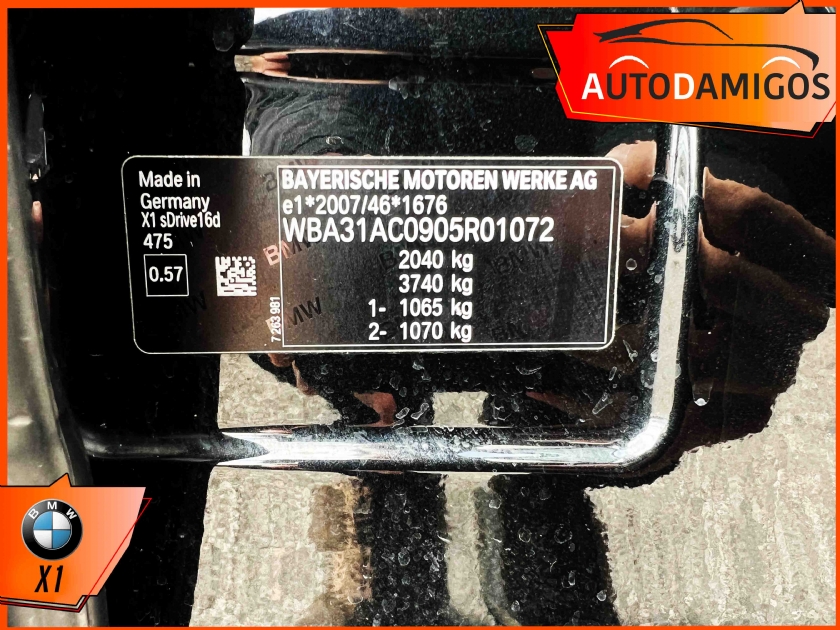 AUTODAMIGOS
Made in
Germany
X1 sDrive16d
475
0.57
BAYERISCHE MOTOREN WERKE AG
e1*2007/46*1676
WBA31AC0905R01072
2040 kg
3740 kg
1- 1065 kg
2- 1070 kg
7 263 981
BMW
BMW
X1